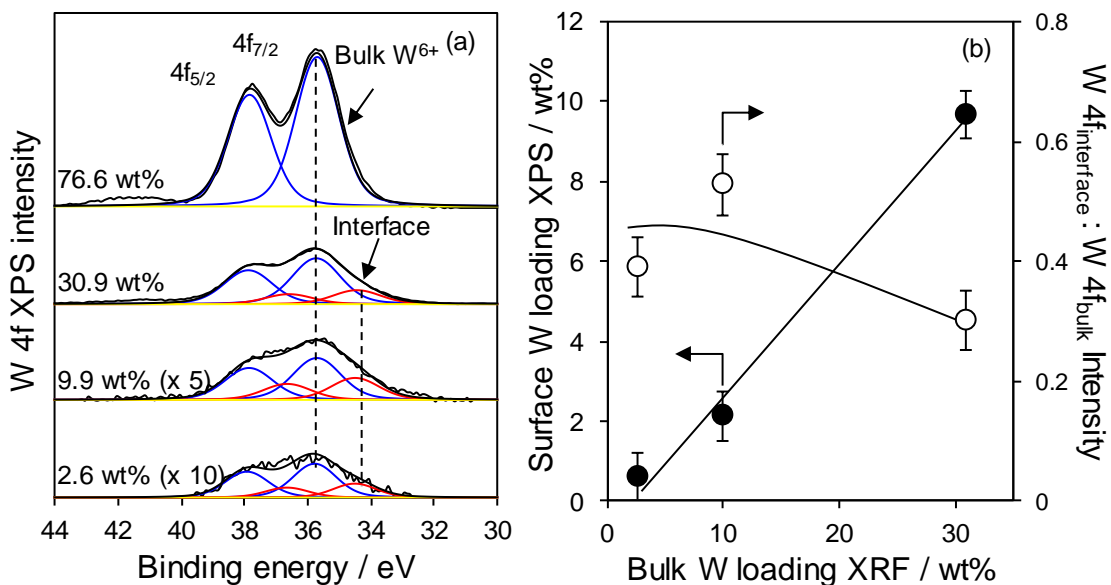 (a)
4f7/2
Bulk W6+
4f5/2
76.6 wt%
Interface
30.9 wt%
9.9 wt% (x 5)
2.6 wt% (x 10)
W 4f XPS intensity
44 42 40 38 36 34 32 30
Binding energy / eV
(b)
12
10
8
6
4
2
0
Surface W loading XPS / wt%
0.8
0.6
0.4
0.2
0
W 4finterface : W 4fbulk Intensity
0 10 20 30
Bulk W loading XRF / wt%